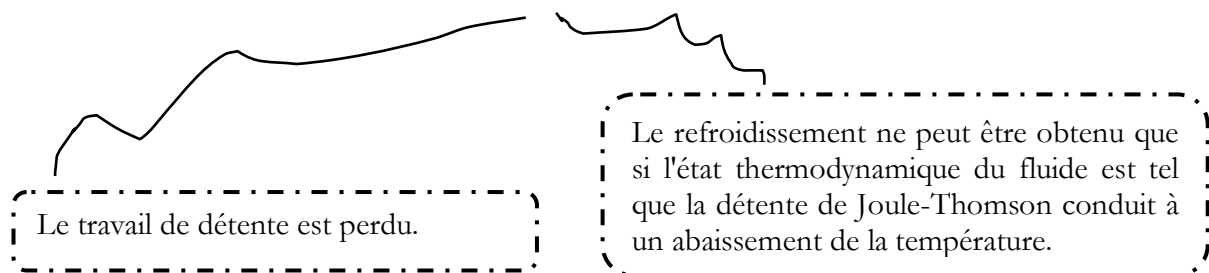 Le travail de détente est perdu.
Le refroidissement ne peut être obtenu que
si l'état thermodynamique du fluide est tel
que la détente de Joule-Thomson conduit à
un abaissement de la température.